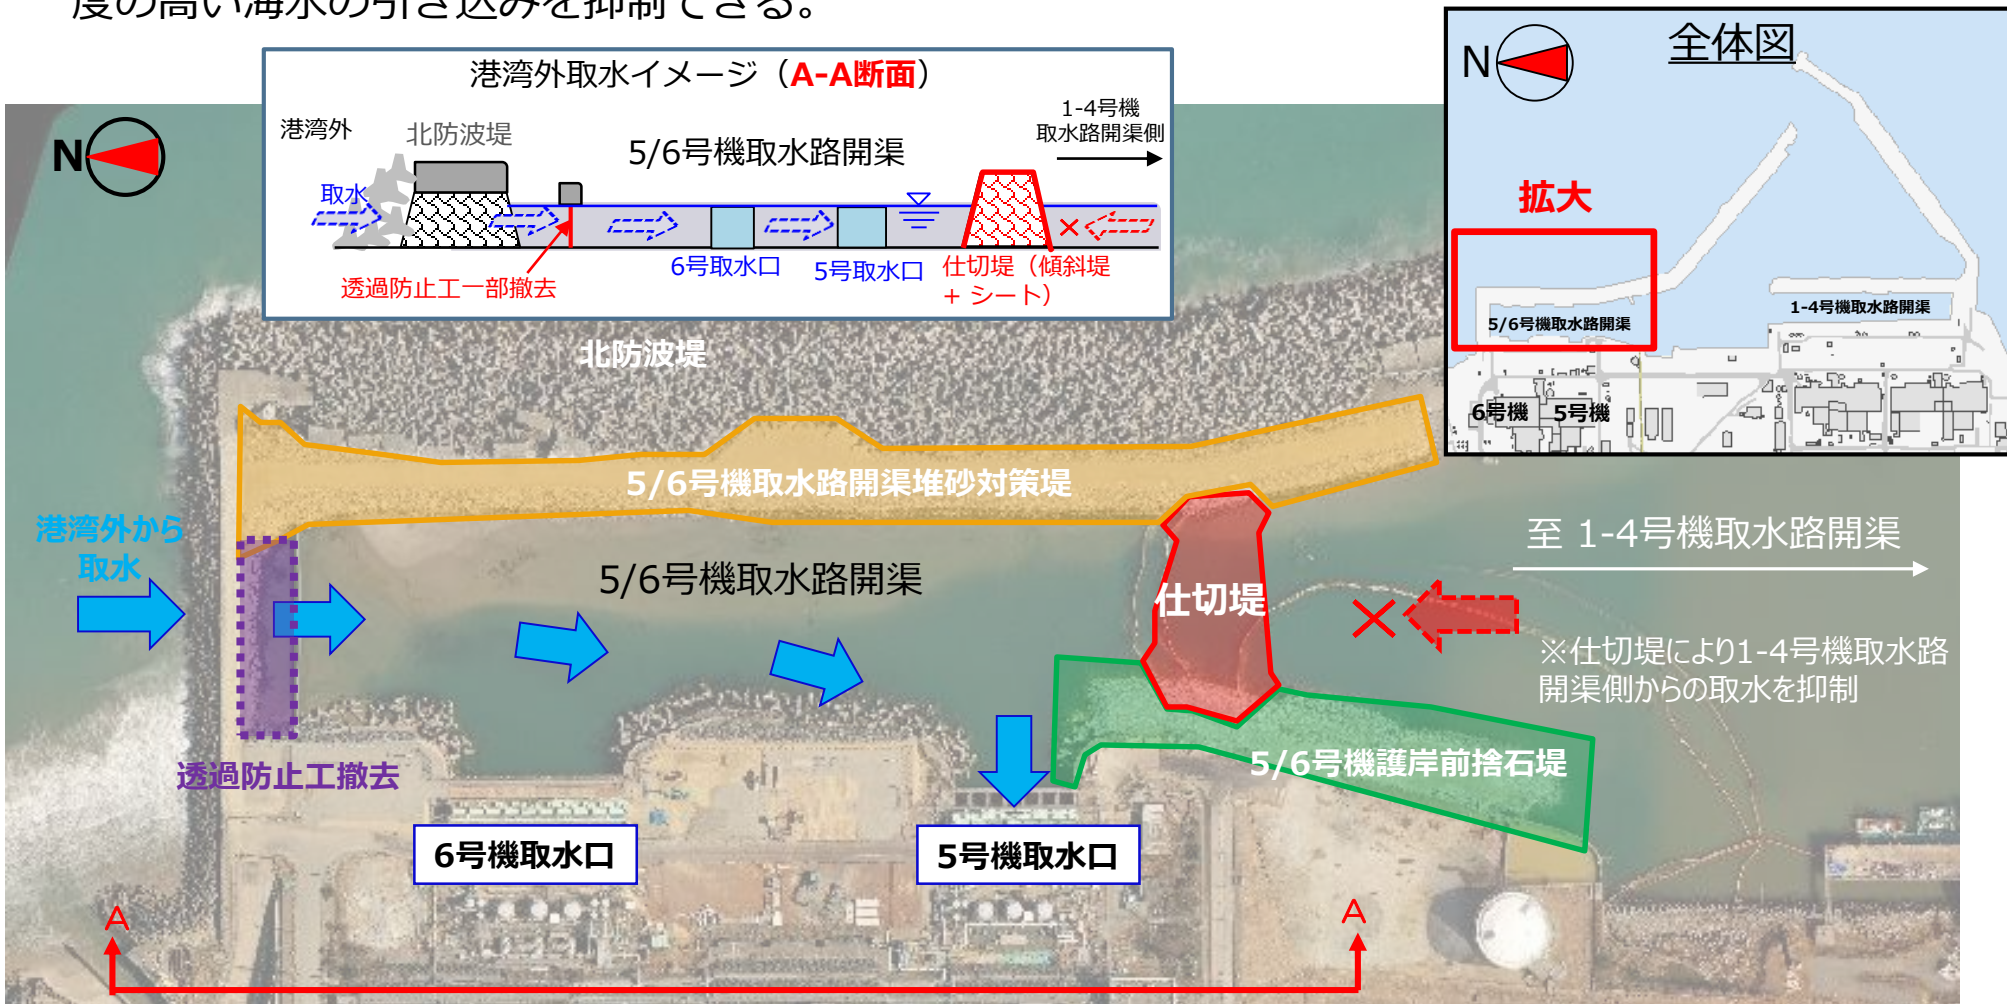 度の高い海水の引き込みを抑制できる。
港湾外取水イメージ（A-A断面）
港湾外
北防波堤
5/6号機取水路開渠
1-4号機
取水路開渠側
取水
透過防止工一部撤去
6号取水口
5号取水口
仕切堤（傾斜堤
+ シート）
N
全体図
N
拡大
5/6号機取水路開渠
1-4号機取水路開渠
6号機
5号機
北防波堤
5/6号機取水路開渠堆砂対策堤
港湾外から
取水
5/6号機取水路開渠
仕切堤
至 1-4号機取水路開渠
※仕切堤により1-4号機取水路
開渠側からの取水を抑制
透過防止工撤去
5/6号機護岸前捨石堤
6号機取水口
5号機取水口
A
A